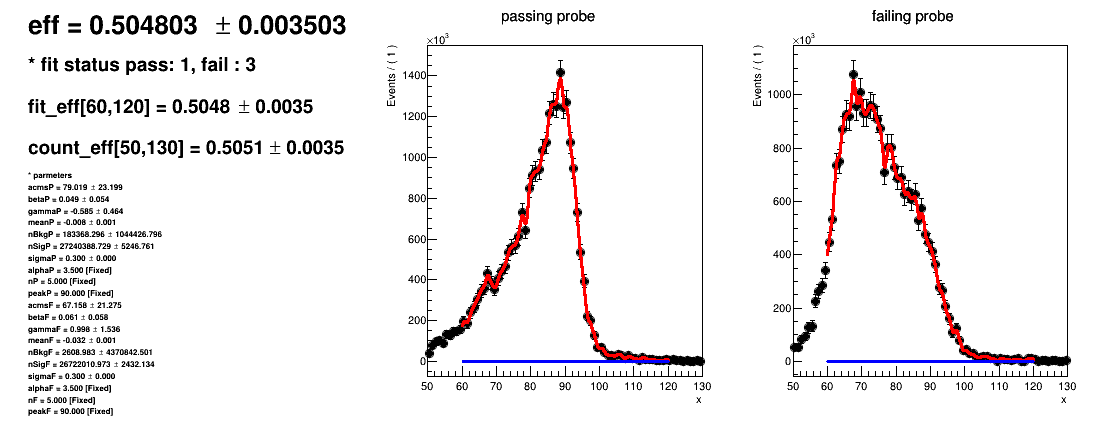 eff = 0.504803 ± 0.003503
* fit status pass: 1, fail : 3
fit_eff[60,120] = 0.5048 ± 0.0035
count_eff[50,130] = 0.5051 ± 0.0035
* parmeters
acmsP = 79.019 ± 23.199
betaP = 0.049 ± 0.054
gammaP = -0.585 ± 0.464
meanP = -0.008 ± 0.001
nBkgP = 183368.296 ± 1044426.796
nSigP = 27240388.729 ± 5246.761
sigmaP = 0.300 ± 0.000
alphaP = 3.500 [Fixed]
nP = 5.000 [Fixed]
peakP = 90.000 [Fixed]
acmsF = 67.158 ± 21.275
betaF = 0.061 ± 0.058
gammaF = 0.998 ± 1.536
meanF = -0.032 ± 0.001
nBkgF = 2608.983 ± 4370842.501
nSigF = 26722010.973 ± 2432.134
sigmaF = 0.300 ± 0.000
alphaF = 3.500 [Fixed]
nF = 5.000 [Fixed]
peakF = 90.000 [Fixed]
passing probe
×10³
Events / ( 1 )
1400
1200
1000
800
600
400
200
0
50 60 70 80 90 100 110 120 130
x
failing probe
×10³
Events / ( 1 )
1000
800
600
400
200
0
50 60 70 80 90 100 110 120 130
x